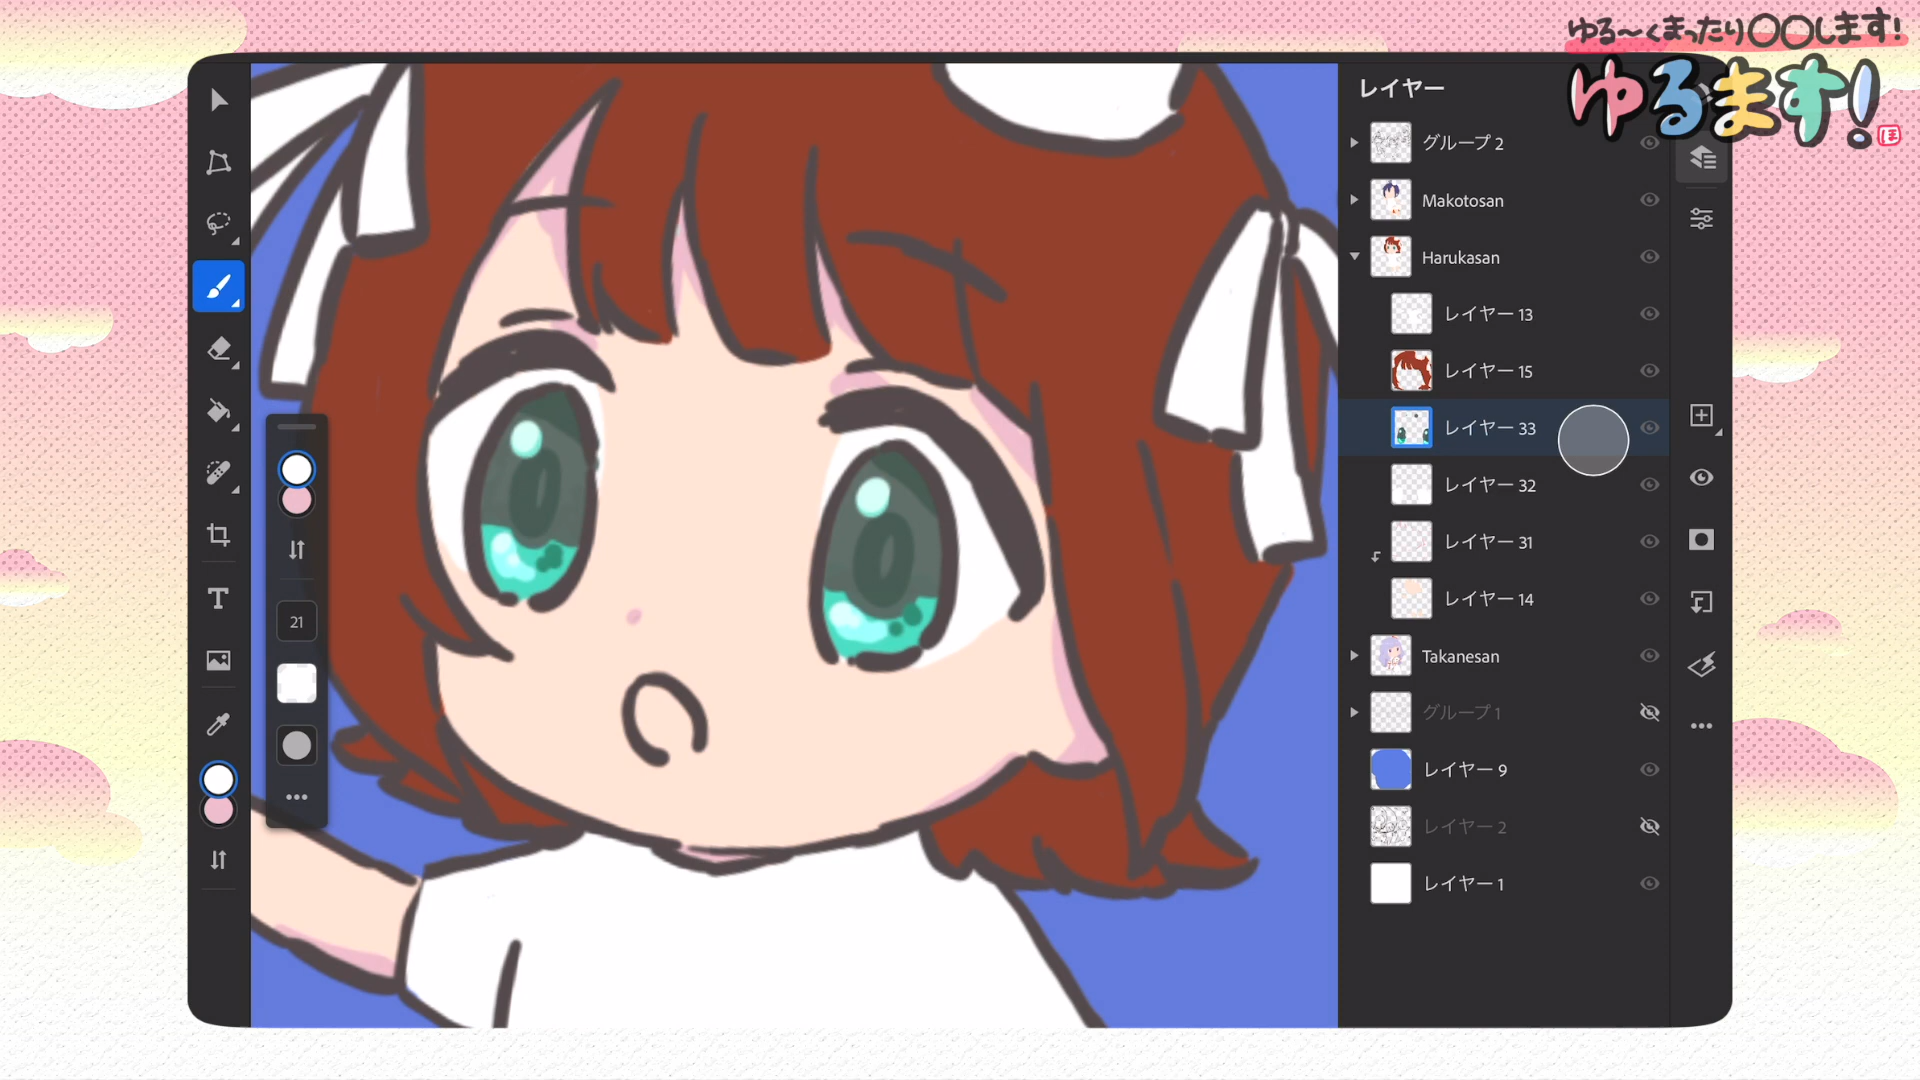 ゆる〜くまったり〇〇します!
ゆるます!
ほ
レイヤー
グループ 2
Makotosan
Harukasan
レイヤー 13
レイヤー 15
レイヤー 33
レイヤー 32
レイヤー 31
レイヤー 14
Takanesan
グループ 1
レイヤー 9
レイヤー 2
レイヤー 1
21
T